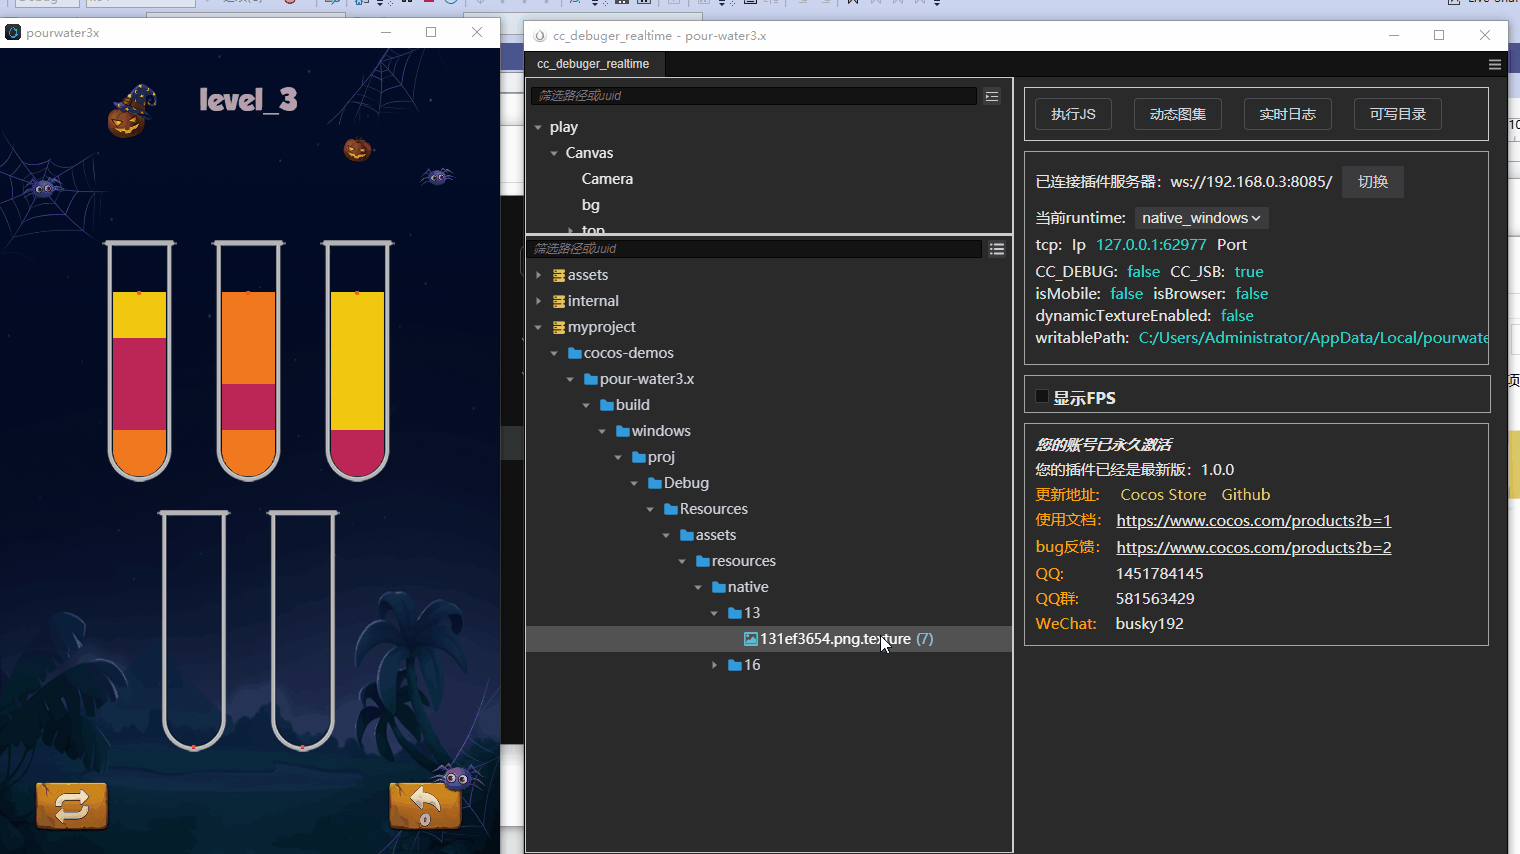 pourwater3x
level_3
0
cc_debuger_realtime - pour-water3.x
cc_debuger_realtime
筛选路径或uuid
play
Canvas
Camera
bg
top
筛选路径或uuid
assets
internal
myproject
cocos-demos
pour-water3.x
build
windows
proj
Debug
Resources
assets
resources
native
13
131ef3654.png.texture (7)
16
执行JS 动态图集 实时日志 可写目录
已连接插件服务器: ws://192.168.0.3:8085/ 切换
当前runtime: native_windows
tcp: Ip 127.0.0.1:62977 Port
CC_DEBUG: false CC_JSB: true
isMobile: false isBrowser: false
dynamicTextureEnabled: false
writablePath: C:/Users/Administrator/AppData/Local/pourwate
显示FPS
您的账号已永久激活
您的插件已经是最新版: 1.0.0
更新地址: Cocos Store Github
使用文档: https://www.cocos.com/products?b=1
bug反馈: https://www.cocos.com/products?b=2
QQ: 1451784145
QQ群: 581563429
WeChat: busky192